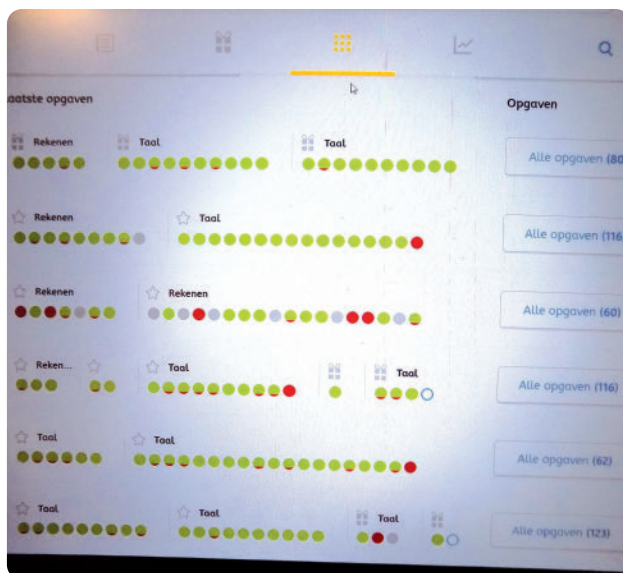 aatste opgaven
Opgaven
Rekenen Taal Taal
Alle opgaven (80
Rekenen Taal
Alle opgaven (116
Rekenen Rekenen
Alle opgaven (60)
Reken... Taal Taal
Alle opgaven (116)
Taal Taal
Alle opgaven (62)
Taal Taal Taal
Alle opgaven (123)